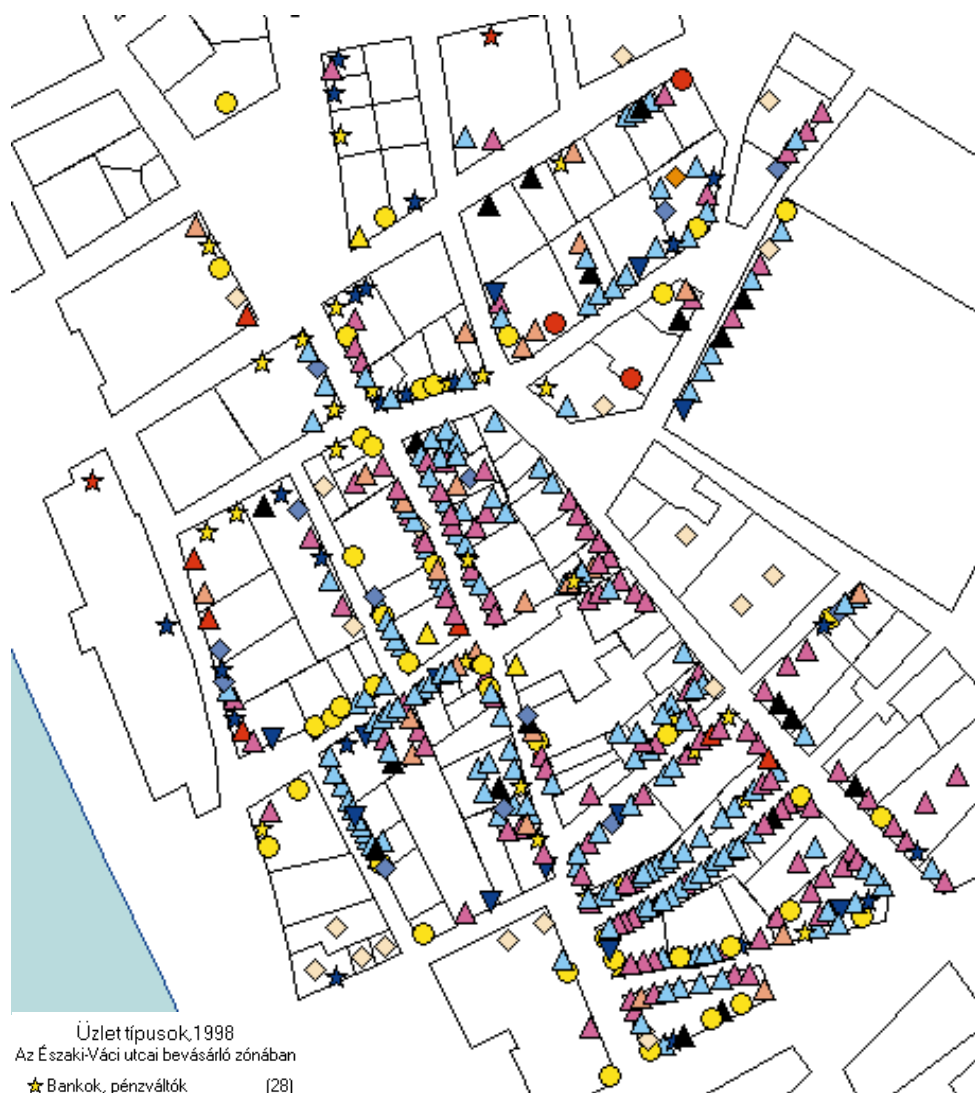 Üzlet típusok,1998
Az Északi-Váci utcai bevásárló zónában
Bankok, pénzváltók (28)